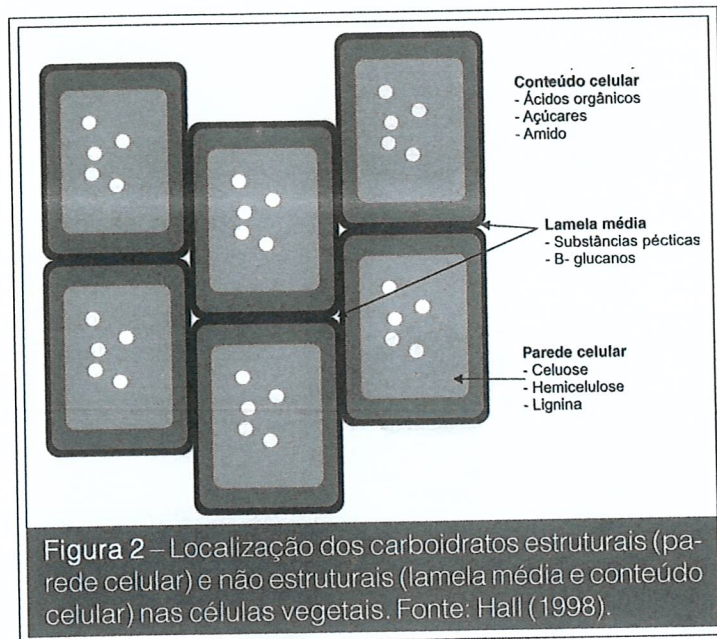 Conteúdo celular
- Ácidos orgânicos
- Açúcares
- Amido
Lamela média
- Substâncias pécticas
- B- glucanos
Parede celular
- Celuose
- Hemicelulose
- Lignina
Figura 2 – Localização dos carboidratos estruturais (pa-
rede celular) e não estruturais (lamela média e conteúdo
celular) nas células vegetais. Fonte: Hall (1998).